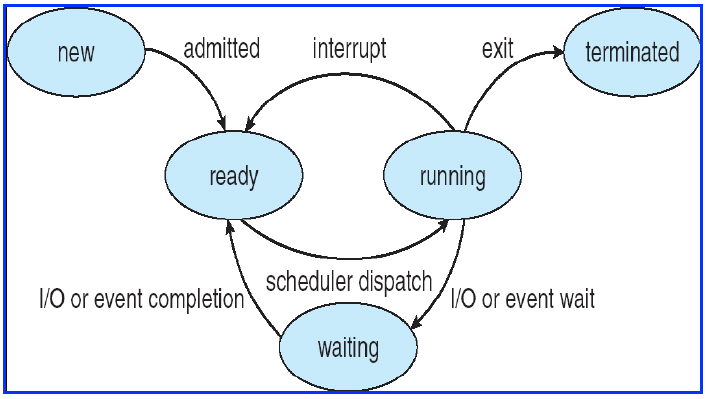 new
admitted
interrupt
exit
terminated
ready
running
scheduler dispatch
I/O or event completion
I/O or event wait
waiting